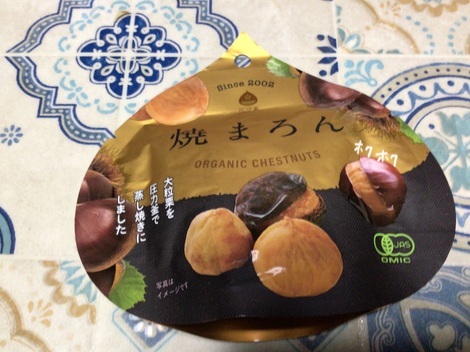 Since 2002
焼まろん
ORGANIC CHESTNUTS
ホクホク
大粒栗を
圧力釜で
蒸し焼きに
しました
写真は
イメージです
JAS
OMIC